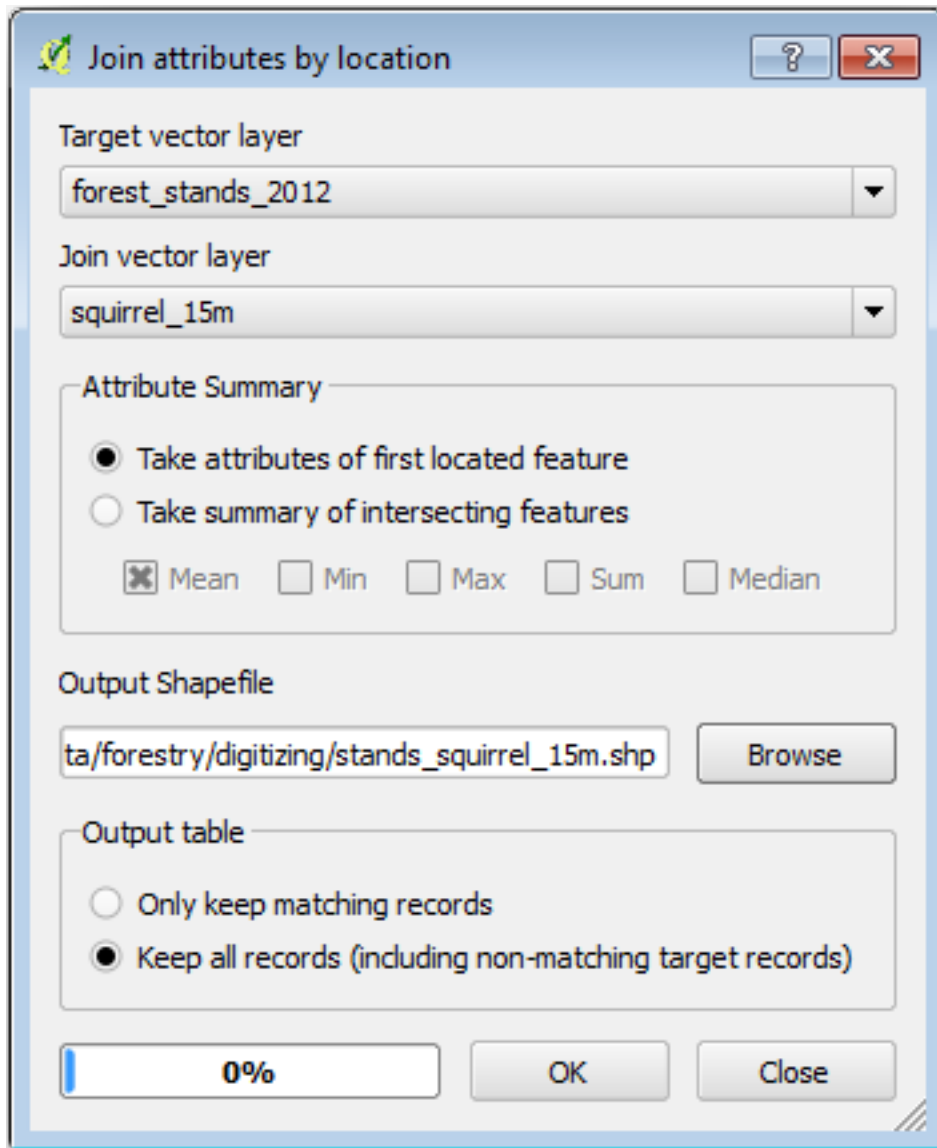 Join attributes by location
?
Target vector layer
forest_stands_2012
Join vector layer
squirrel_15m
Attribute Summary
Take attributes of first located feature
Take summary of intersecting features
Mean Min Max Sum Median
Output Shapefile
ta/forestry/digitizing/stands_squirrel_15m.shp Browse
Output table
Only keep matching records
Keep all records (including non-matching target records)
0% OK Close